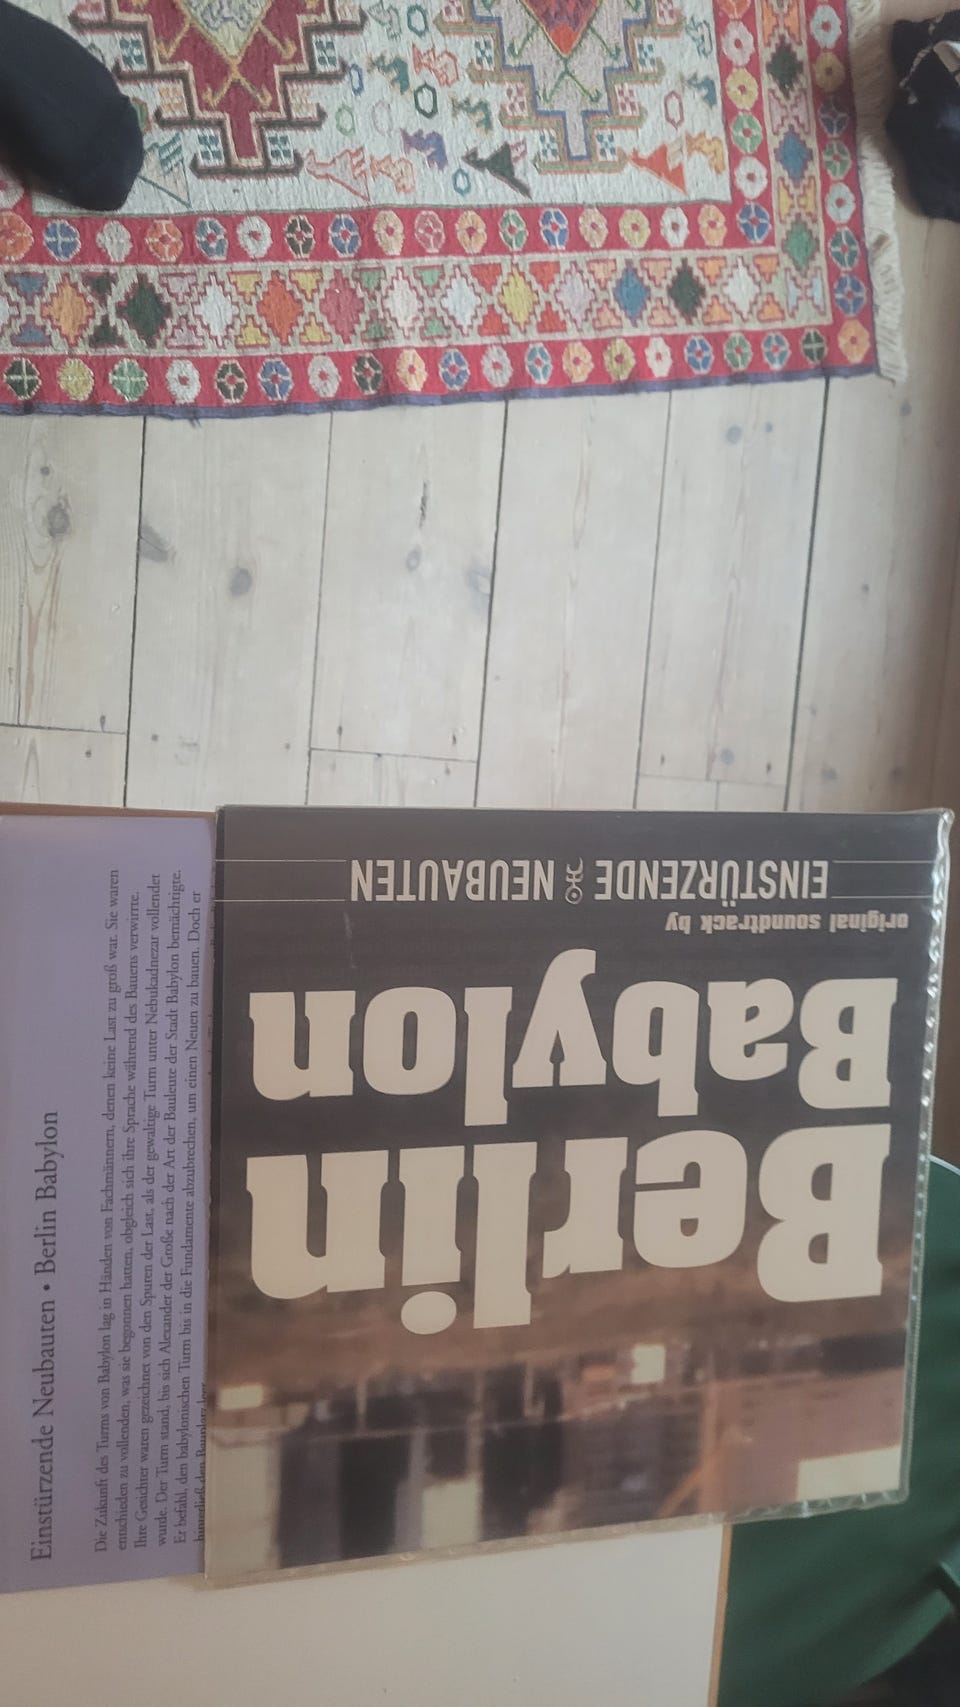 Berlin
Babylon
original soundtrack by
EINSTÜRZENDE NEUBAUTEN
Einstürzende Neubauten • Berlin Babylon
Die Zukunft des Turms von Babylon lag in Händen von Fachmännern, denen keine Last zu groß war. Sie waren
entschieden zu vollenden, was sie begonnen hatten, obgleich sich ihre Sprache während des Bauens verwirrte.
Ihre Gesichter waren gezeichnet von den Spuren der Last, als der gewaltige Turm unter Nebukadnezar vollendet
wurde. Der Turm stand, bis sich Alexander der Große nach der Art der Bauleute der Stadt Babylon bemächtigte.
Er befahl, den babylonischen Turm bis in die Fundamente abzubrechen, um einen Neuen zu bauen. Doch er
hinterließ den Bauplatz leer